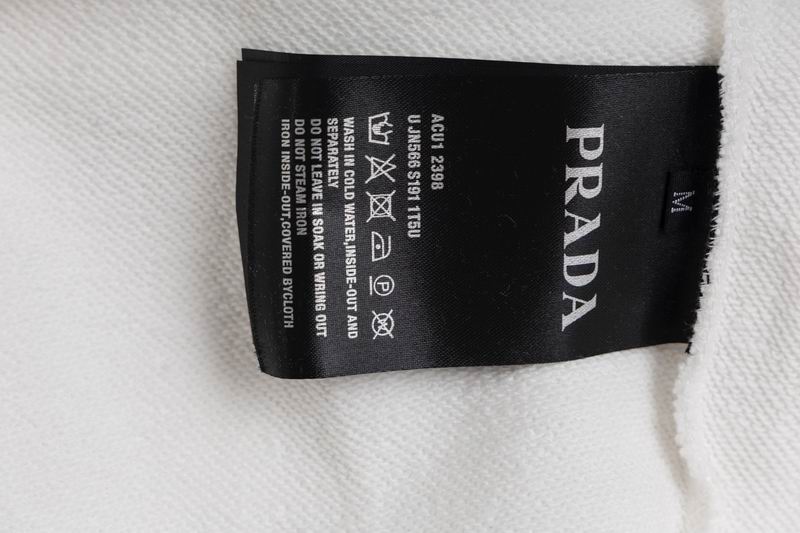 M
PRADA
ACU1 2398
UJN566 S191 1T5U
P
WASH IN COLD WATER,INSIDE-OUT AND
SEPARATELY
DO NOT LEAVE IN SOAK OR WRING OUT
DO NOT STEAM IRON
IRON INSIDE-OUT,COVERED BYCLOTH